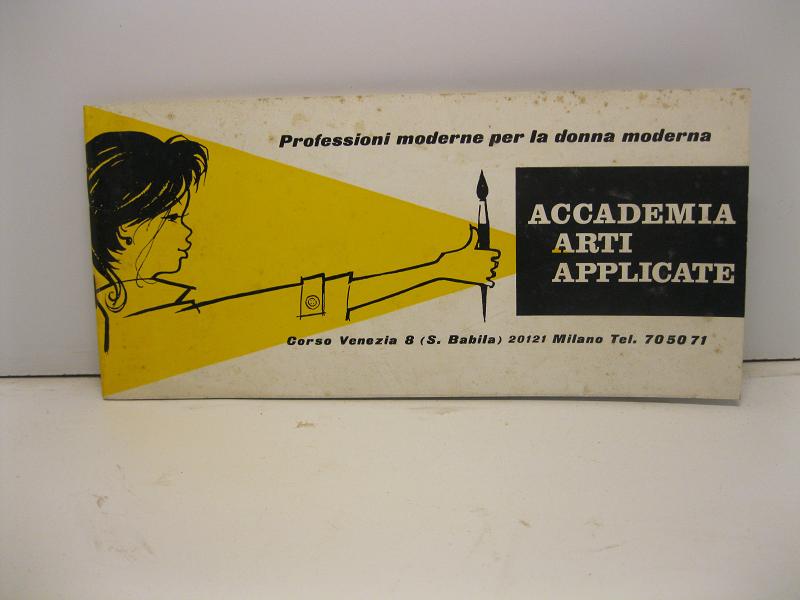 Professioni moderne per la donna moderna
ACCADEMIA
ARTI
APPLICATE
Corso Venezia 8 (S. Babila) 20121 Milano Tel. 705071